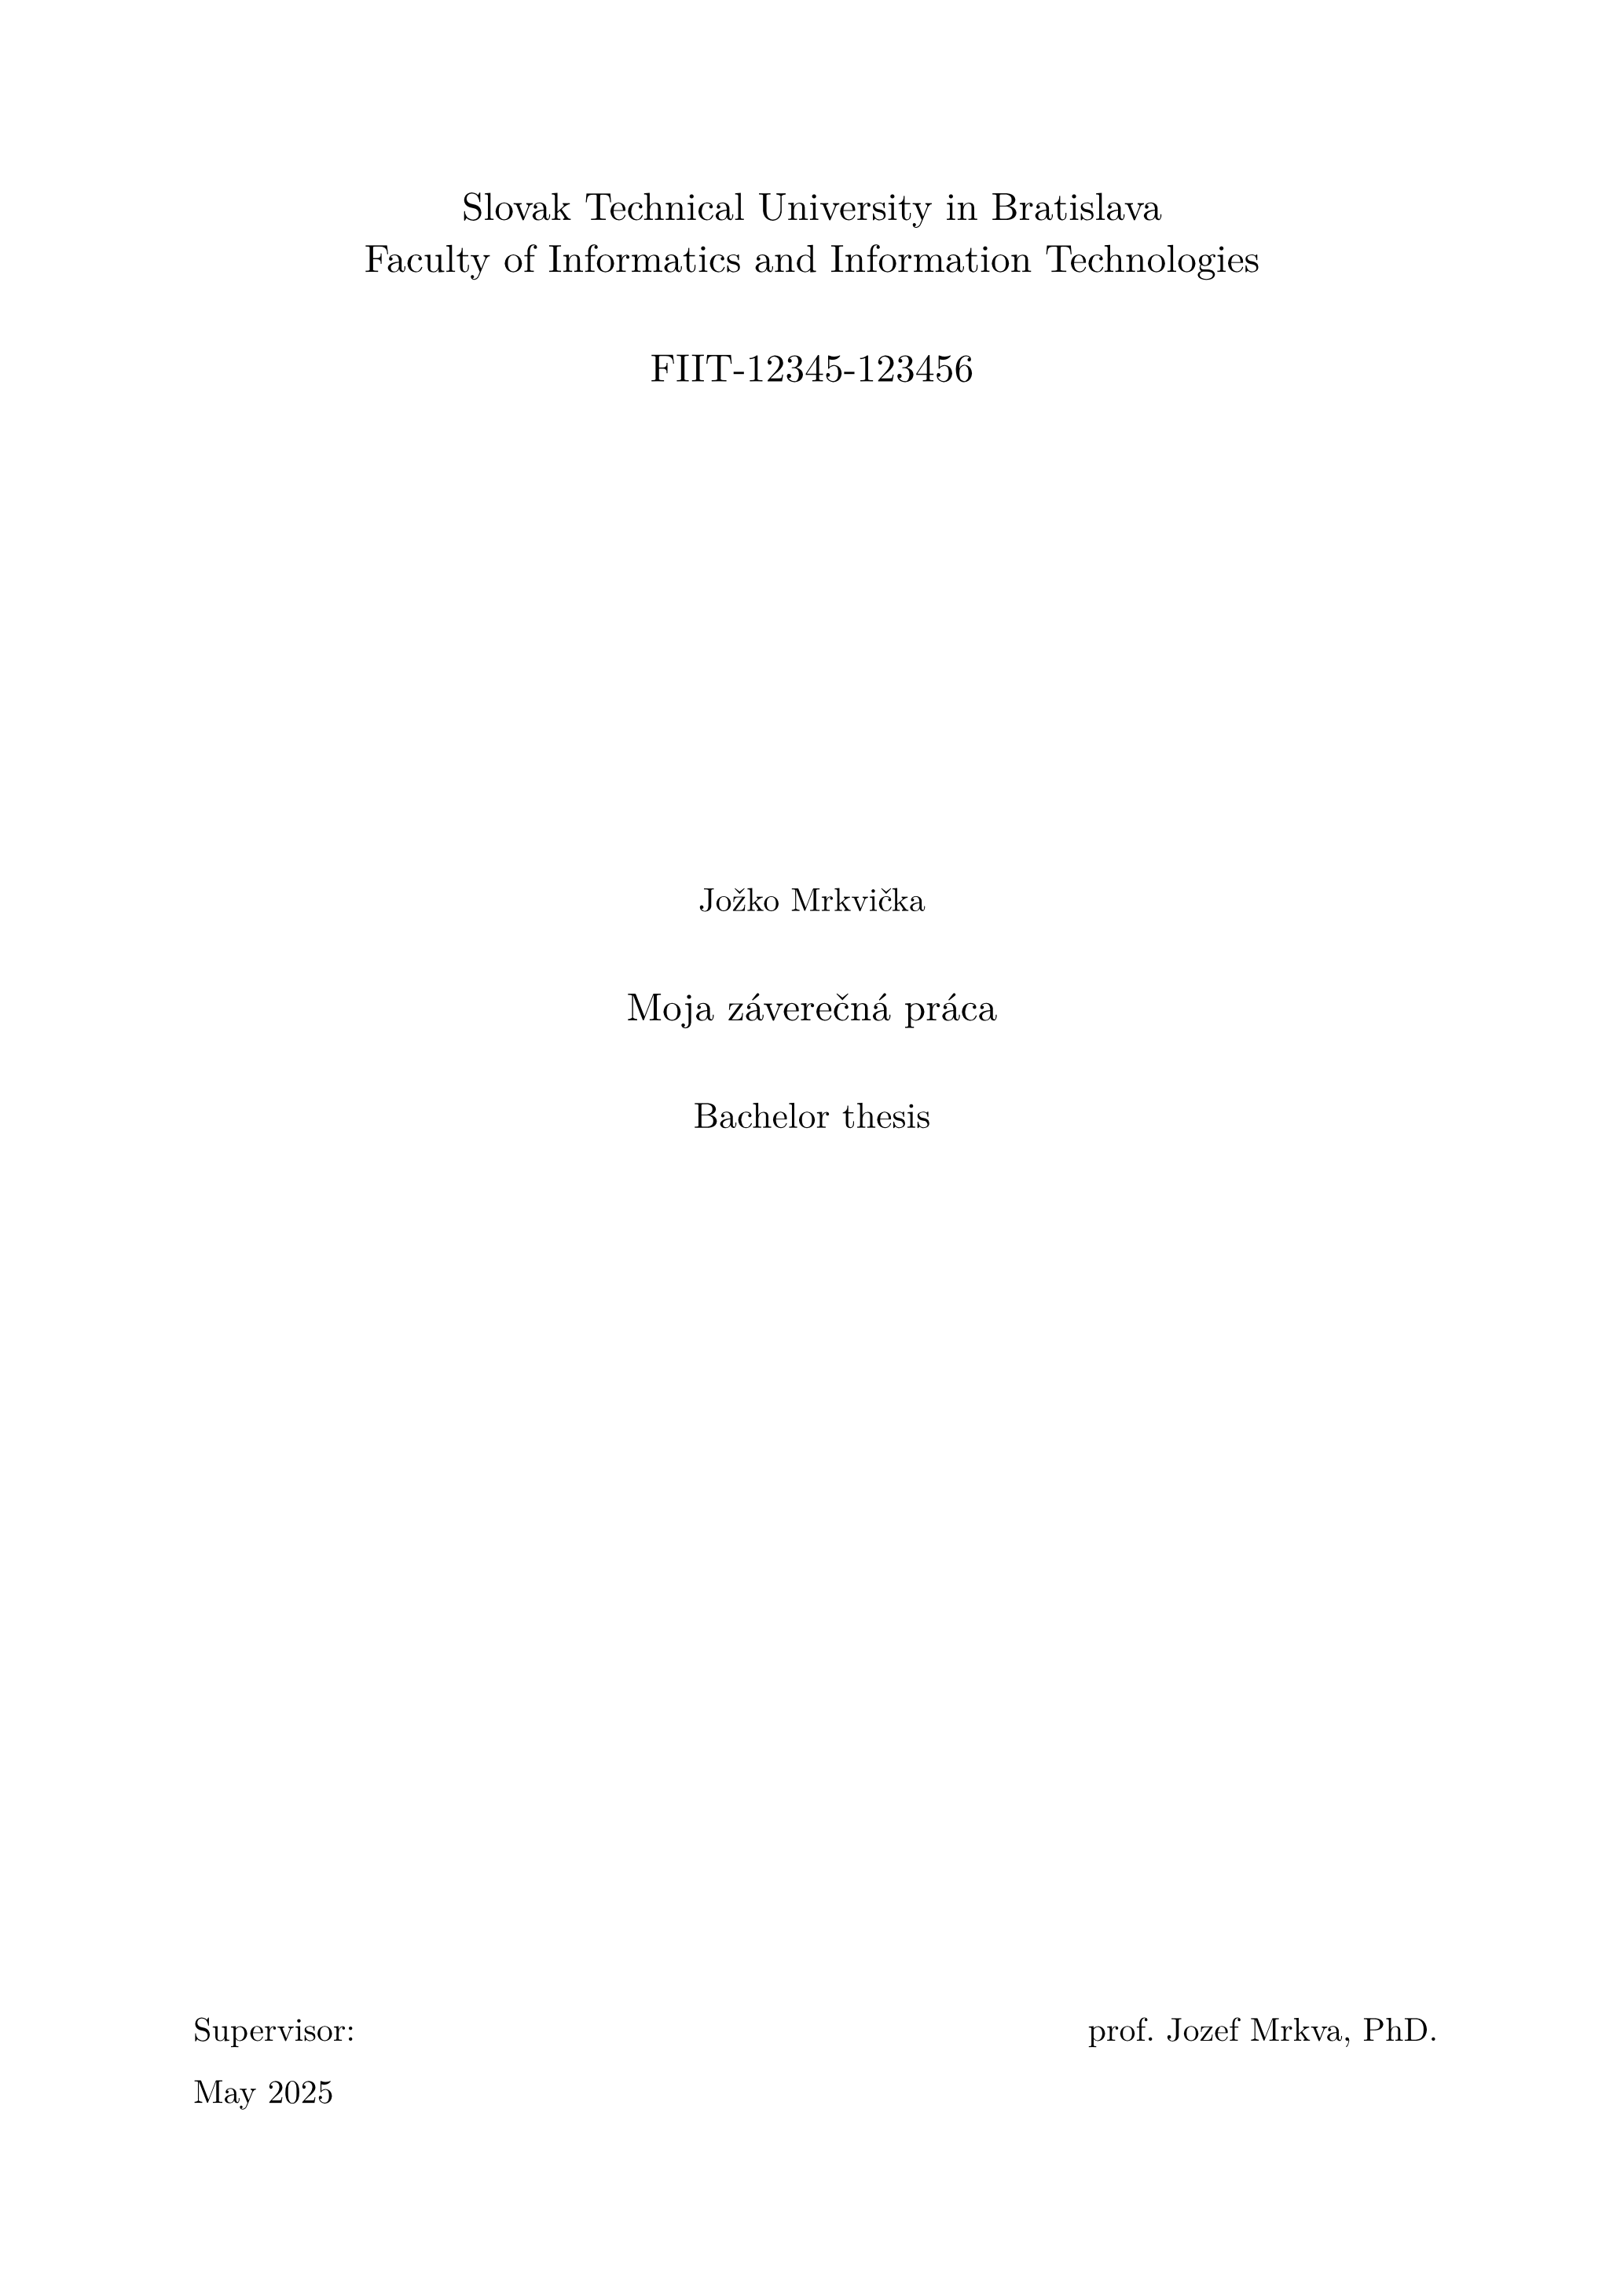 Slovak Technical University in Bratislava
Faculty of Informatics and Information Technologies
FIIT-12345-123456
Jožko Mrkvička
Moja záverečná práca
Bachelor thesis
Supervisor: prof. Jozef Mrkva, PhD.
May 2025